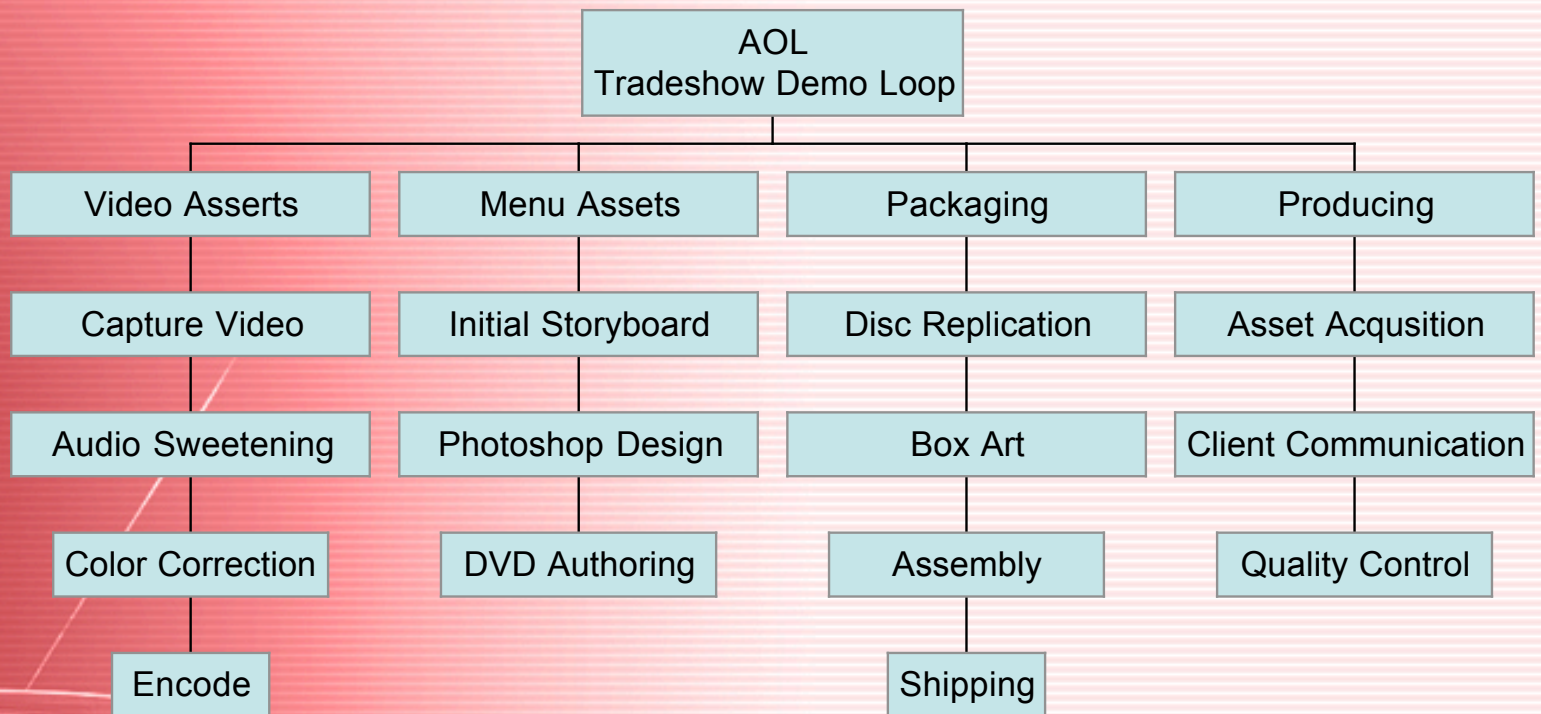 AOL
Tradeshow Demo Loop
Video Asserts
Menu Assets
Packaging
Producing
Capture Video
Initial Storyboard
Disc Replication
Asset Acqusition
Audio Sweetening
Photoshop Design
Box Art
Client Communication
Color Correction
DVD Authoring
Assembly
Quality Control
Encode
Shipping